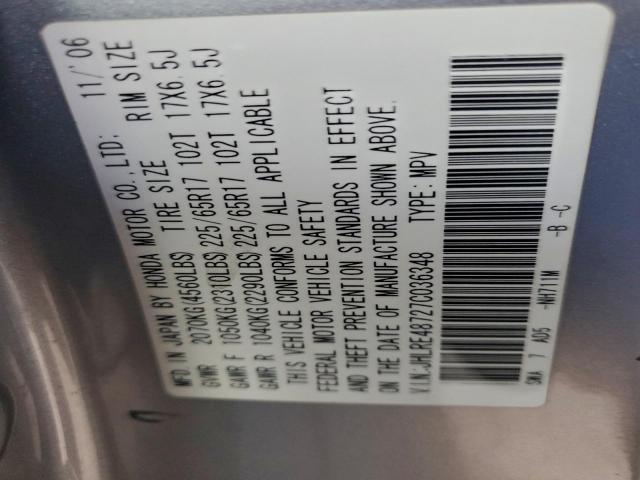 MFD. IN JAPAN BY HONDA MOTOR CO., LTD: 11/'06
GVWR 2070KG(4560LBS) TIRE SIZE RIM SIZE
GAWR F 1050KG(2310LBS) 225/65R17 102T 17X6.5J
GAWR R 1040KG(2290LBS) 225/65R17 102T 17X6.5J
THIS VEHICLE CONFORMS TO ALL APPLICABLE
FEDERAL MOTOR VEHICLE SAFETY
AND THEFT PREVENTION STANDARDS IN EFFECT
ON THE DATE OF MANUFACTURE SHOWN ABOVE.
V.I.N:JHLRE48727C036348 TYPE: MPV
SWA 7 AD5 -NH711M -B -C